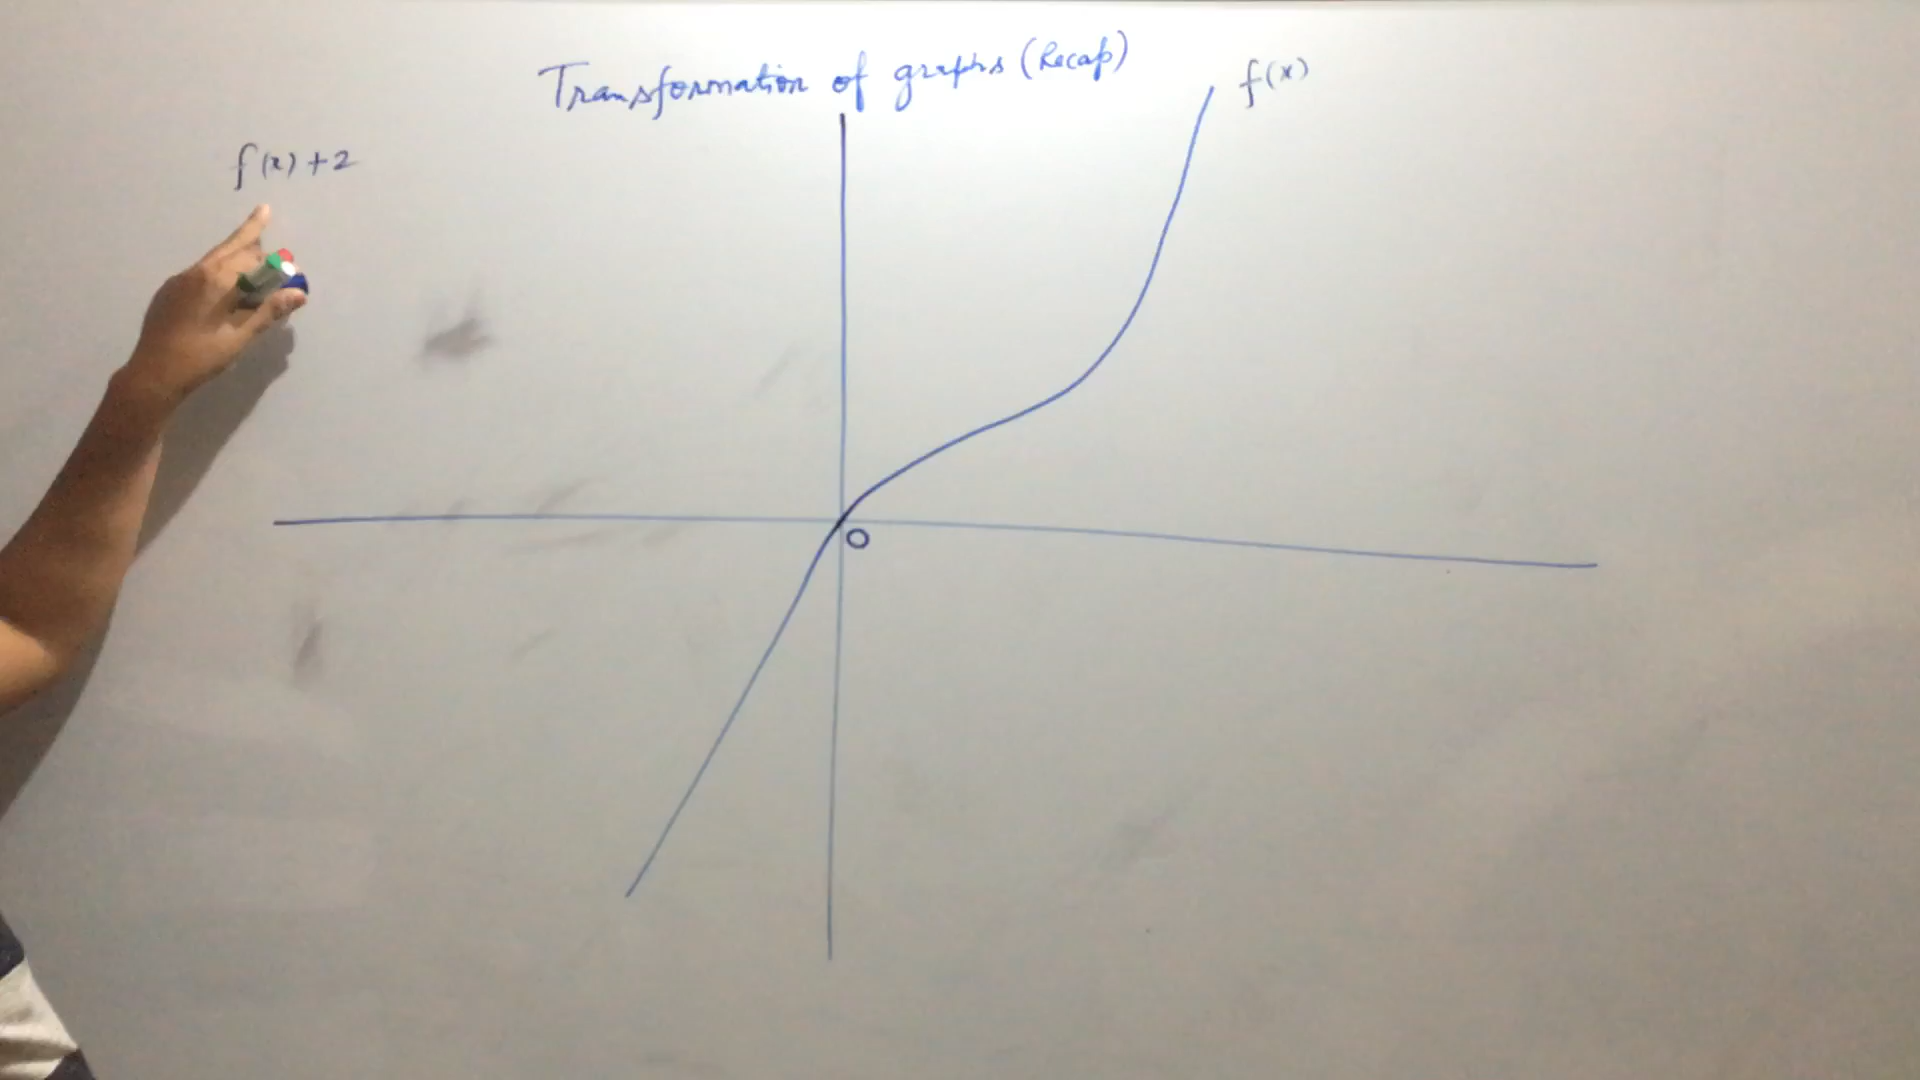 Transformation of graphs (Recap)
f(x)
f(x) + 2
O